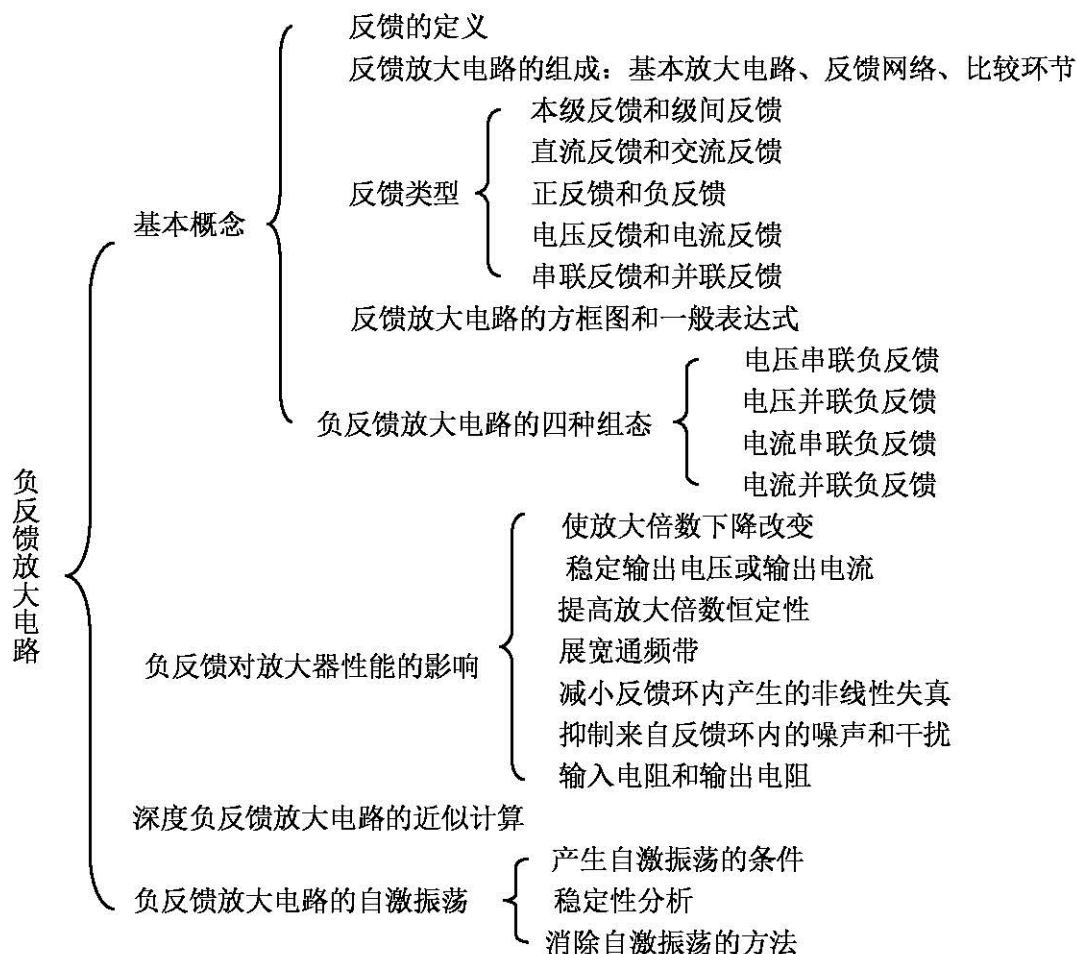 负反馈放大电路
基本概念
反馈的定义
反馈放大电路的组成：基本放大电路、反馈网络、比较环节
反馈类型
本级反馈和级间反馈
直流反馈和交流反馈
正反馈和负反馈
电压反馈和电流反馈
串联反馈和并联反馈
反馈放大电路的方框图和一般表达式
负反馈放大电路的四种组态
电压串联负反馈
电压并联负反馈
电流串联负反馈
电流并联负反馈
负反馈对放大器性能的影响
使放大倍数下降改变
稳定输出电压或输出电流
提高放大倍数恒定性
展宽通频带
减小反馈环内产生的非线性失真
抑制来自反馈环内的噪声和干扰
输入电阻和输出电阻
深度负反馈放大电路的近似计算
负反馈放大电路的自激振荡
产生自激振荡的条件
稳定性分析
消除自激振荡的方法